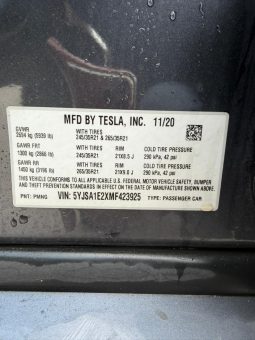 MFD BY TESLA, INC. 11/20
GVWR WITH TIRES
2694 kg (5939 lb) 245/35R21 & 265/35R21
GAWR FRT WITH TIRES RIM COLD TIRE PRESSURE
1300 kg (2866 lb) 245/35R21 21X8.5 J 290 kPa, 42 psi
GAWR RR WITH TIRES RIM COLD TIRE PRESSURE
1450 kg (3196 lb) 265/35R21 21X9.0 J 290 kPa, 42 psi
THIS VEHICLE CONFORMS TO ALL APPLICABLE U.S. FEDERAL MOTOR VEHICLE SAFETY, BUMPER,
AND THEFT PREVENTION STANDARDS IN EFFECT ON THE DATE OF MANUFACTURE SHOWN ABOVE.
PNT: PMNG VIN: 5YJSA1E2XMF423925 TYPE: PASSENGER CAR